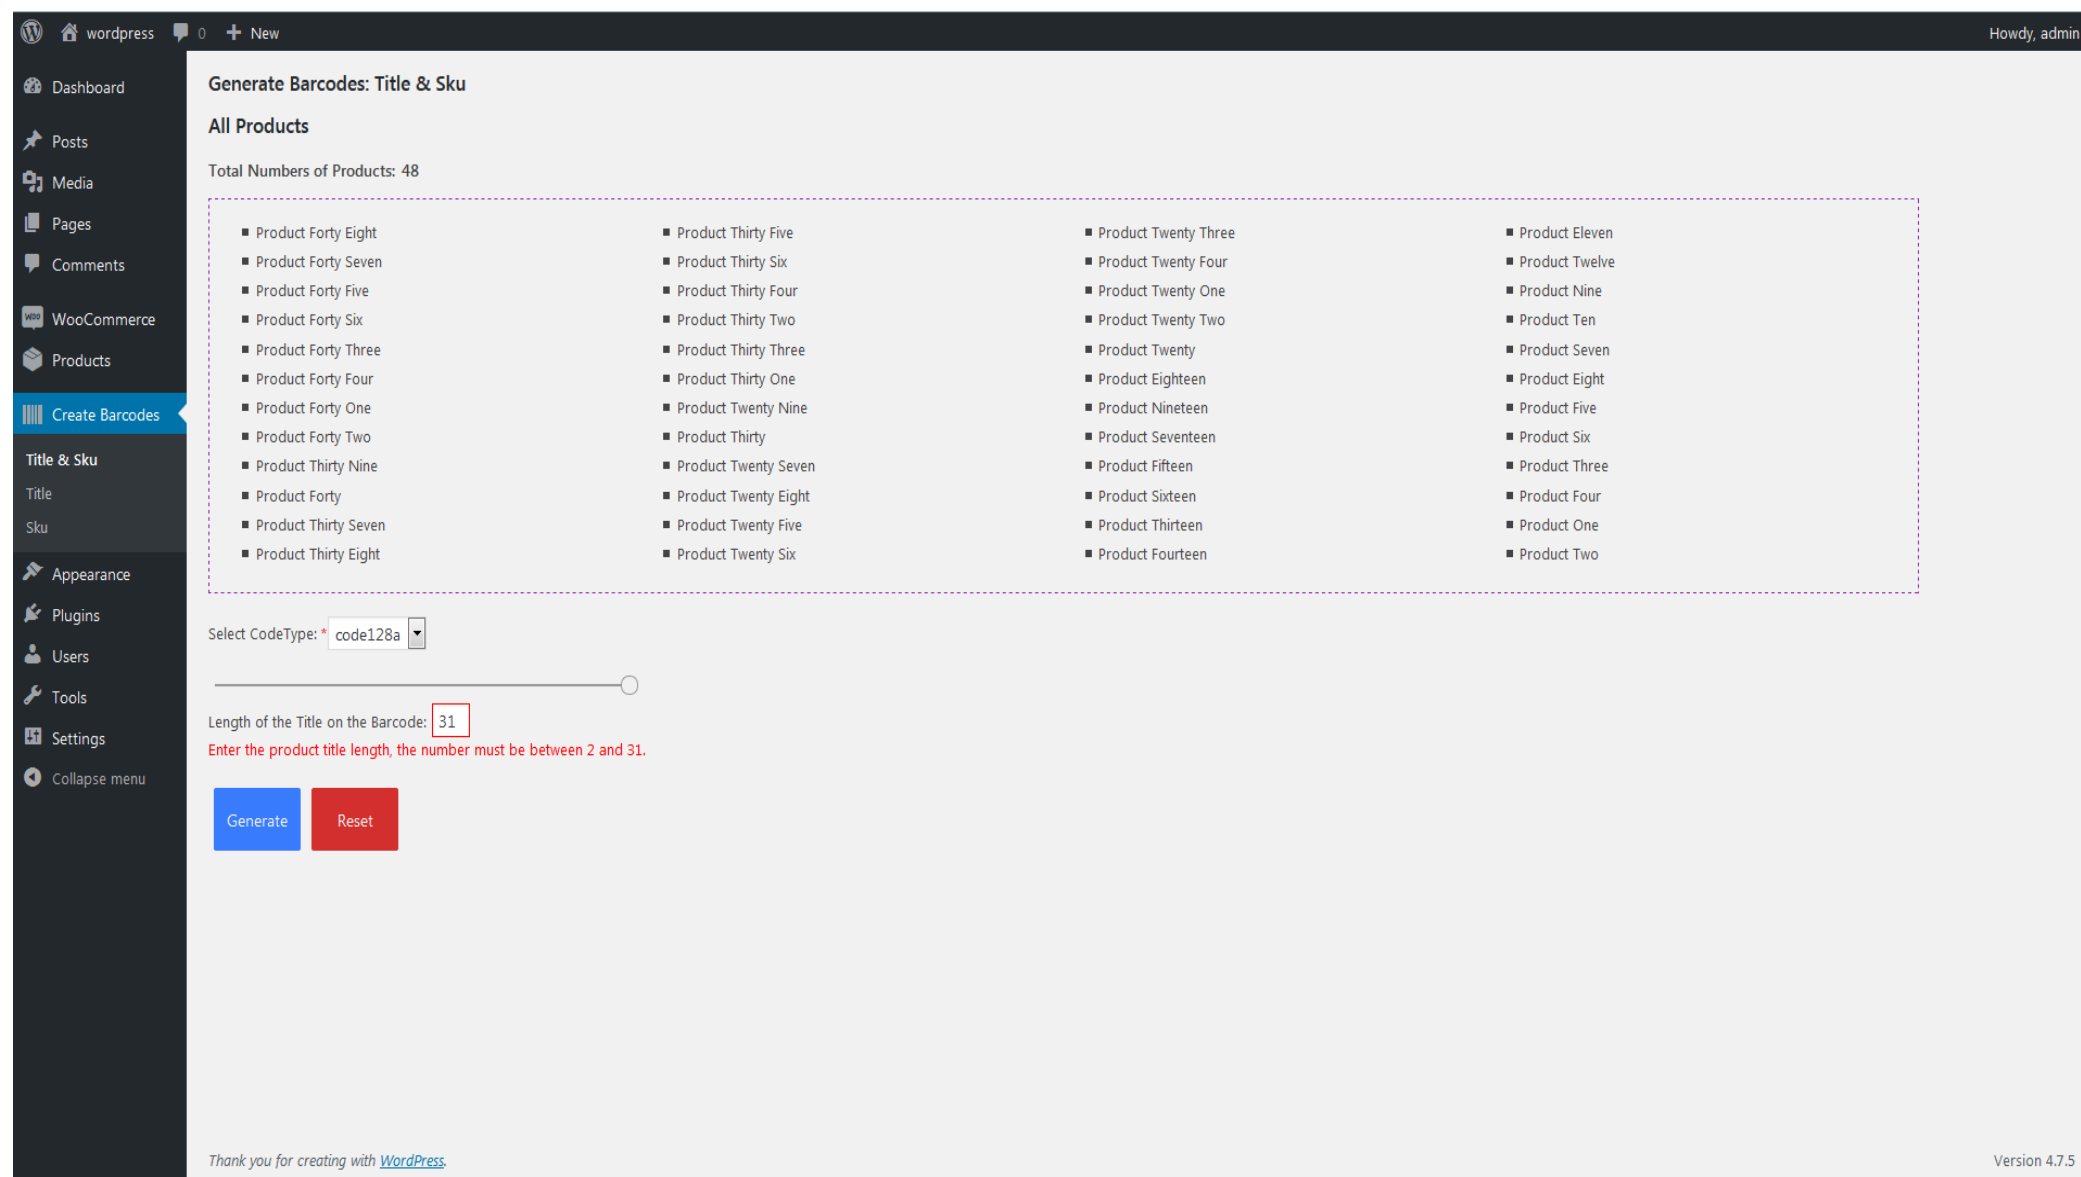 wordpress 0 New Howdy, admin
Dashboard
Posts
Media
Pages
Comments
Woo WooCommerce
Products
Create Barcodes
Title & Sku
Title
Sku
Appearance
Plugins
Users
Tools
Settings
Collapse menu
Generate Barcodes: Title & Sku
All Products
Total Numbers of Products: 48
Product Forty Eight
Product Forty Seven
Product Forty Five
Product Forty Six
Product Forty Three
Product Forty Four
Product Forty One
Product Forty Two
Product Thirty Nine
Product Forty
Product Thirty Seven
Product Thirty Eight
Product Thirty Five
Product Thirty Six
Product Thirty Four
Product Thirty Two
Product Thirty Three
Product Thirty One
Product Twenty Nine
Product Thirty
Product Twenty Seven
Product Twenty Eight
Product Twenty Five
Product Twenty Six
Product Twenty Three
Product Twenty Four
Product Twenty One
Product Twenty Two
Product Twenty
Product Eighteen
Product Nineteen
Product Seventeen
Product Fifteen
Product Sixteen
Product Thirteen
Product Fourteen
Product Eleven
Product Twelve
Product Nine
Product Ten
Product Seven
Product Eight
Product Five
Product Six
Product Three
Product Four
Product One
Product Two
Select CodeType: * code128a
Length of the Title on the Barcode: 31
Enter the product title length, the number must be between 2 and 31.
Generate Reset
Thank you for creating with WordPress. Version 4.7.5